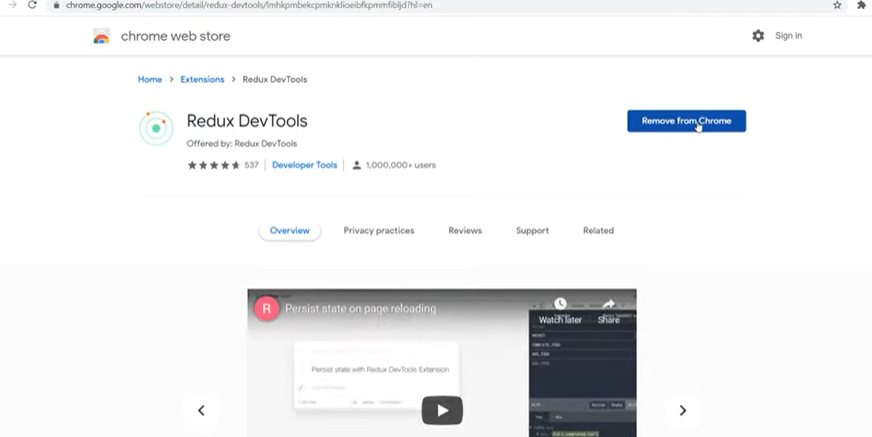 chrome.google.com/webstore/detail/redux-devtools/lmhkpmbekcpmknklioeibfkpmmfibljd?hl=en
chrome web store
Sign in
Home > Extensions > Redux DevTools
Redux DevTools
Remove from Chrome
Offered by: Redux DevTools
537 Developer Tools 1,000,000+ users
Overview Privacy practices Reviews Support Related
R Persist state on page reloading
Watch later Share
Persist state with Redux DevTools Extension
COMPLETE_TODO
ADD_TODO